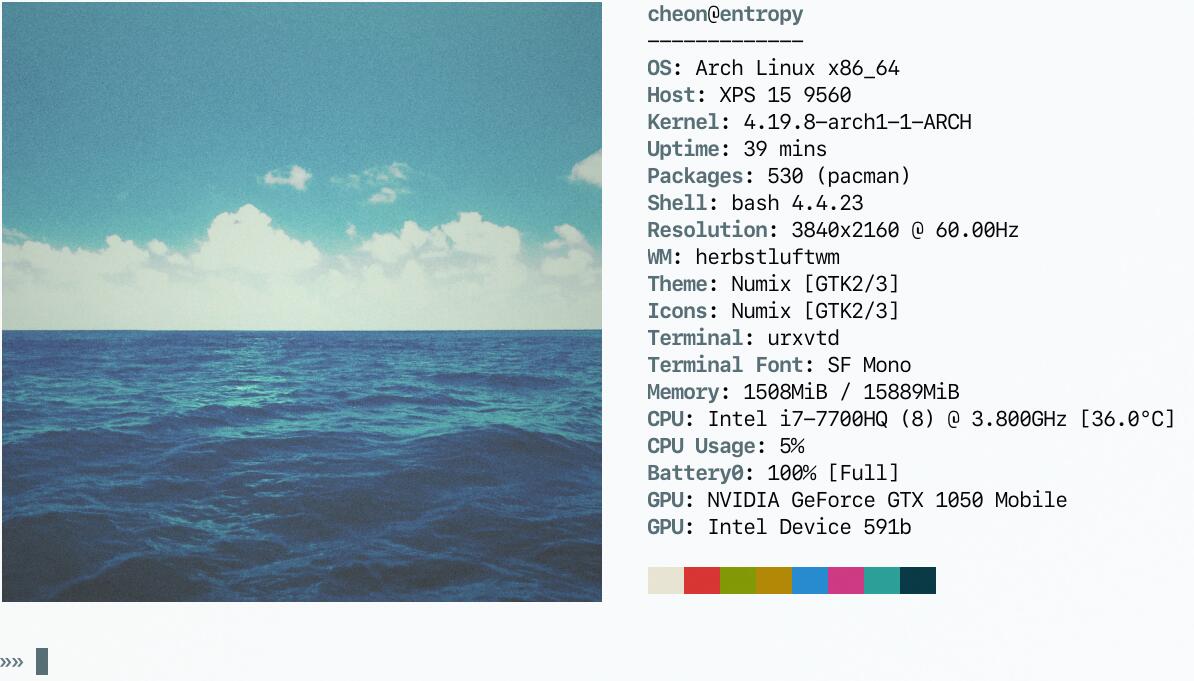 cheon@entropy
–––––––––––––
OS: Arch Linux x86_64
Host: XPS 15 9560
Kernel: 4.19.8–arch1–1–ARCH
Uptime: 39 mins
Packages: 530 (pacman)
Shell: bash 4.4.23
Resolution: 3840x2160 @ 60.00Hz
WM: herbstluftwm
Theme: Numix [GTK2/3]
Icons: Numix [GTK2/3]
Terminal: urxvtd
Terminal Font: SF Mono
Memory: 1508MiB / 15889MiB
CPU: Intel i7–7700HQ (8) @ 3.800GHz [36.0°C]
CPU Usage: 5%
Battery0: 100% [Full]
GPU: NVIDIA GeForce GTX 1050 Mobile
GPU: Intel Device 591b
»»